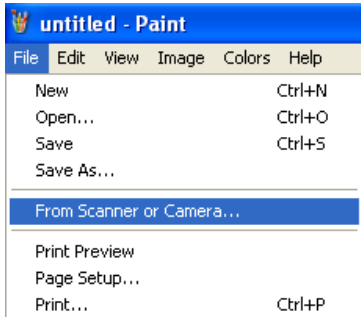 untitled - Paint
File Edit View Image Colors Help
New Ctrl+N
Open... Ctrl+O
Save Ctrl+S
Save As...
From Scanner or Camera...
Print Preview
Page Setup...
Print... Ctrl+P